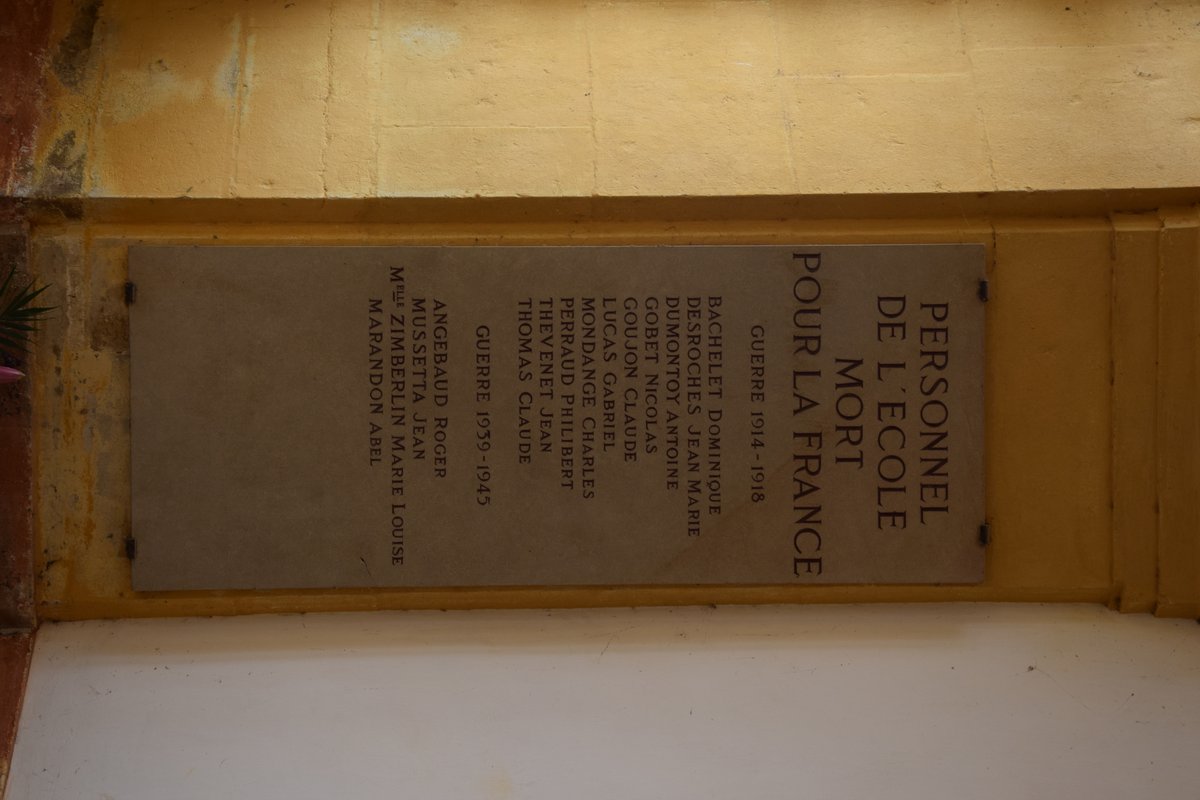 PERSONNEL
DE L'ECOLE
MORT
POUR LA FRANCE
GUERRE 1914-1918
BACHELET DOMINIQUE
DESROCHES JEAN MARIE
DUMONTOY ANTOINE
GOBET NICOLAS
GOUJON CLAUDE
LUCAS GABRIEL
MONDANGE CHARLES
PERRAUD PHILIBERT
THEVENET JEAN
THOMAS CLAUDE
GUERRE 1939-1945
ANGEBAUD ROGER
MUSSETTA JEAN
MELLE ZIMBERLIN MARIE LOUISE
MARANDON ABEL